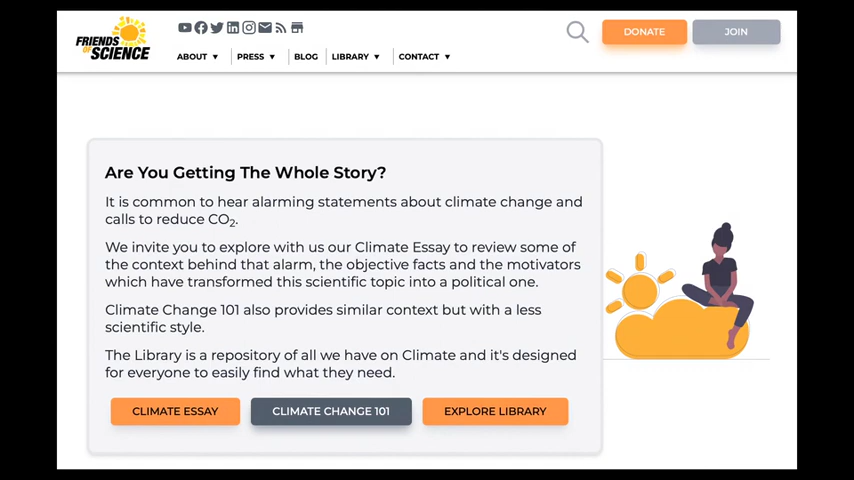 FRIENDS
OF
SCIENCE
DONATE
JOIN
ABOUT ▼
PRESS ▼
BLOG
LIBRARY ▼
CONTACT ▼
Are You Getting The Whole Story?
It is common to hear alarming statements about climate change and
calls to reduce CO₂.
We invite you to explore with us our Climate Essay to review some of
the context behind that alarm, the objective facts and the motivators
which have transformed this scientific topic into a political one.
Climate Change 101 also provides similar context but with a less
scientific style.
The Library is a repository of all we have on Climate and it's designed
for everyone to easily find what they need.
CLIMATE ESSAY
CLIMATE CHANGE 101
EXPLORE LIBRARY